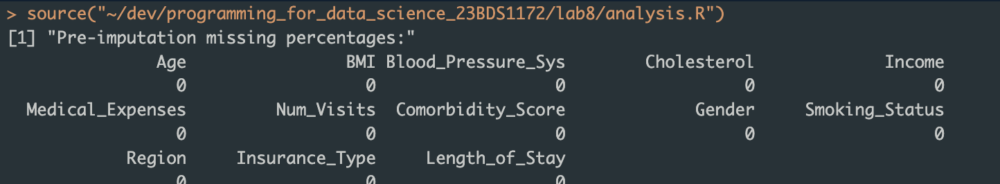 > source("~/dev/programming_for_data_science_23BDS1172/lab8/analysis.R")
[1] "Pre-imputation missing percentages:"
Age BMI Blood_Pressure_Sys Cholesterol Income
0 0 0 0 0
Medical_Expenses Num_Visits Comorbidity_Score Gender Smoking_Status
0 0 0 0 0
Region Insurance_Type Length_of_Stay
0 0 0